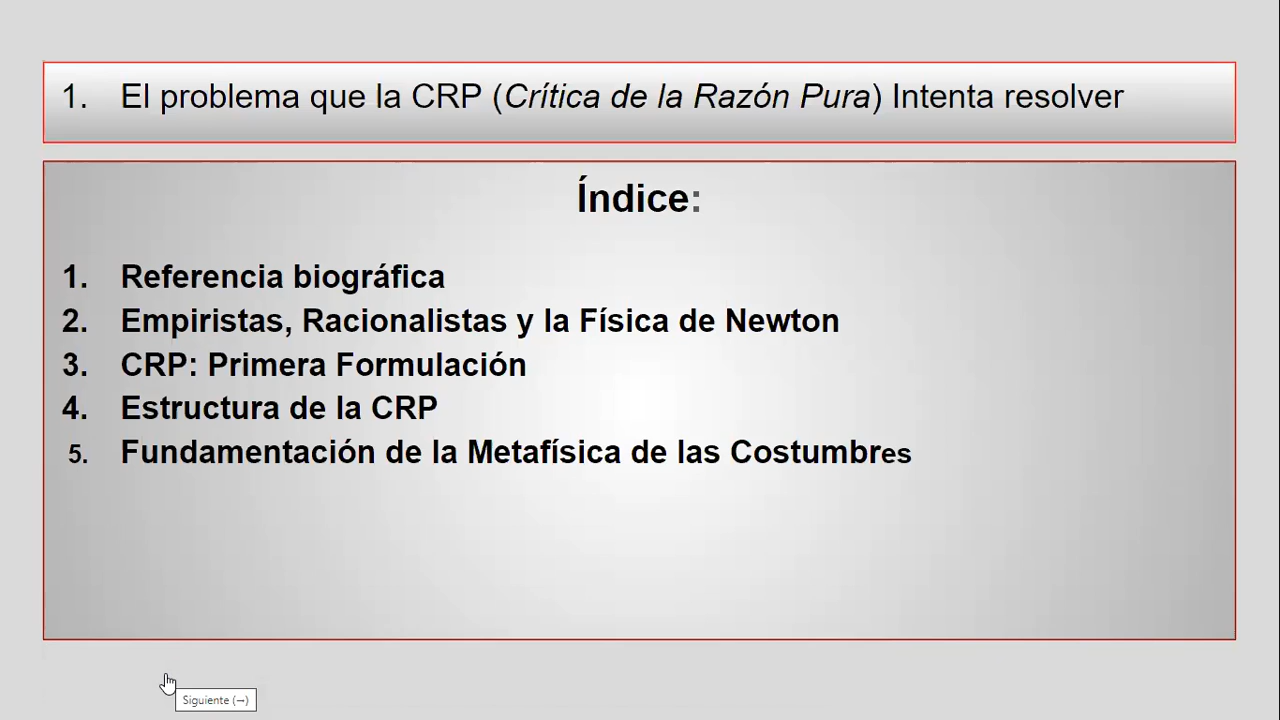 1. El problema que la CRP (Crítica de la Razón Pura) Intenta resolver
Índice:
1. Referencia biográfica
2. Empiristas, Racionalistas y la Física de Newton
3. CRP: Primera Formulación
4. Estructura de la CRP
5. Fundamentación de la Metafísica de las Costumbres
Siguiente (→)